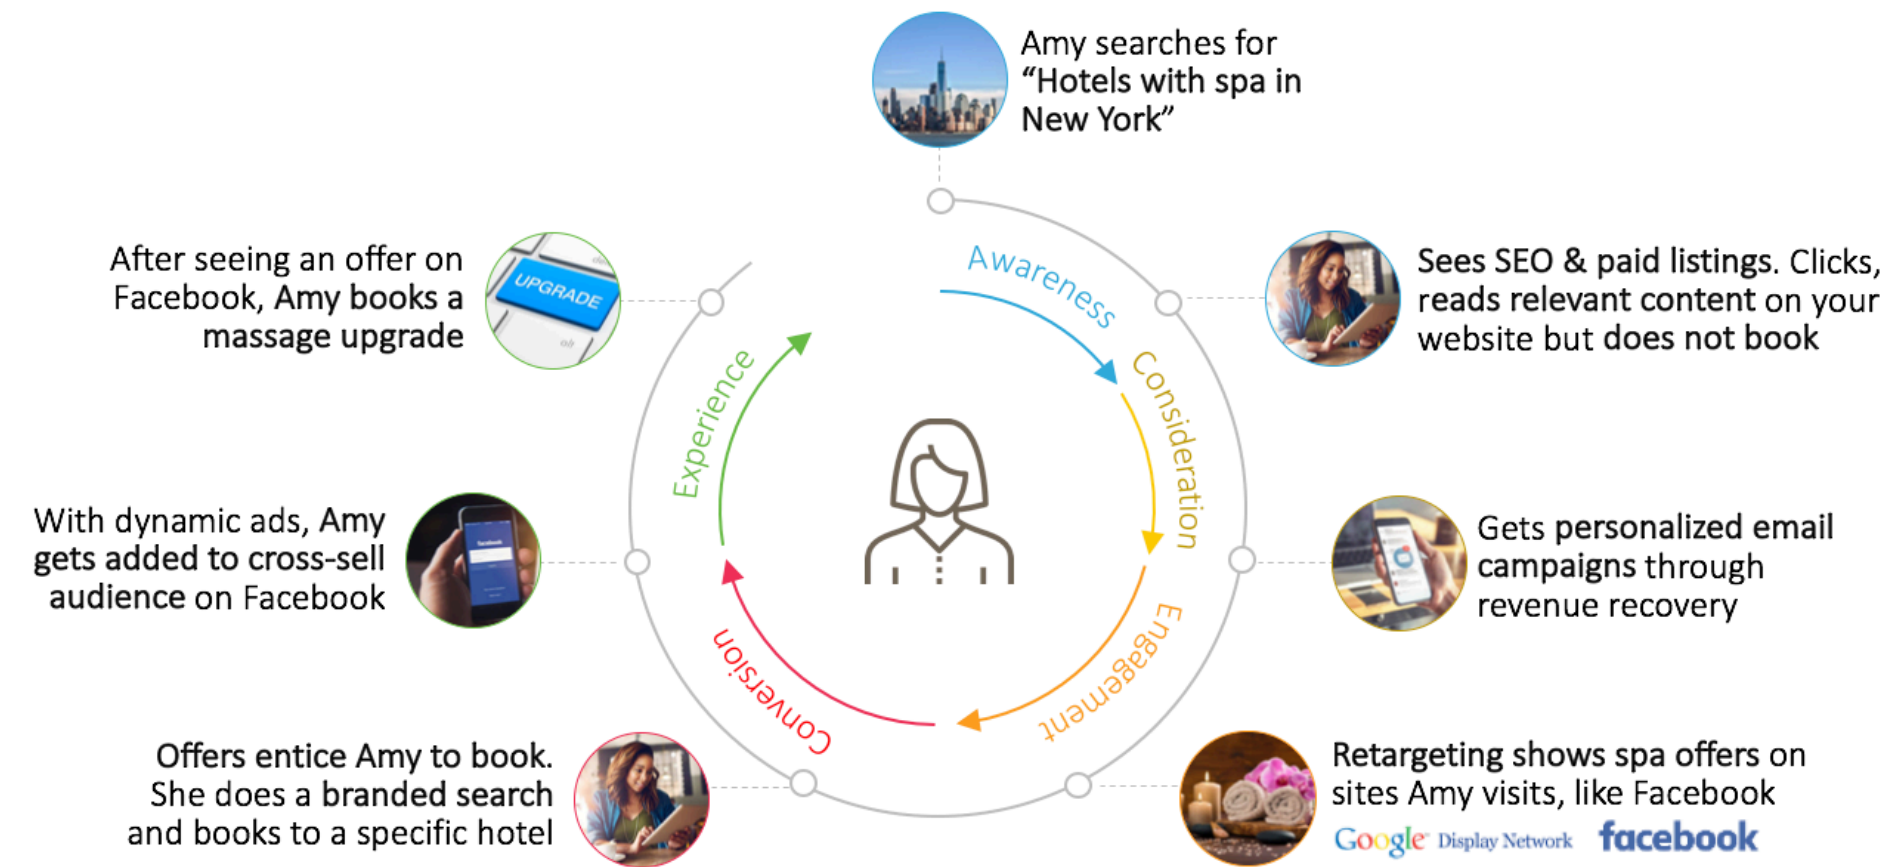 Amy searches for
“Hotels with spa in
New York”
Sees SEO & paid listings. Clicks,
reads relevant content on your
website but does not book
Gets personalized email
campaigns through
revenue recovery
Retargeting shows spa offers on
sites Amy visits, like Facebook
Google Display Network facebook
Offers entice Amy to book.
She does a branded search
and books to a specific hotel
With dynamic ads, Amy
gets added to cross-sell
audience on Facebook
facebook
After seeing an offer on
Facebook, Amy books a
massage upgrade
UPGRADE
alt
Awareness
Consideration
Engagement
Conversion
Experience